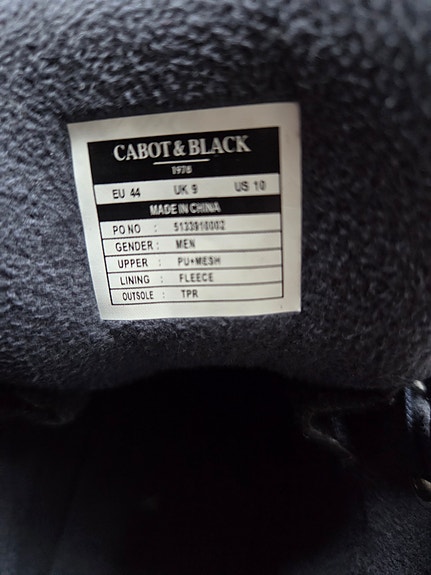 CABOT & BLACK
1978
EU 44 UK 9 US 10
MADE IN CHINA
PO NO : 5133910002
GENDER : MEN
UPPER : PU+MESH
LINING : FLEECE
OUTSOLE : TPR